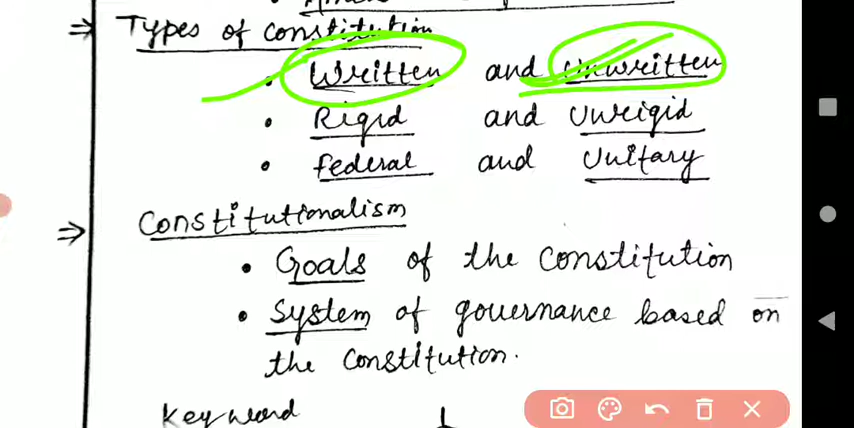 ⇒ Types of constitution
• Written and unwritten
• Rigid and unrigid
• federal and Unitary
⇒ Constitutionalism
• Goals of the constitution
• System of governance based on
the constitution.
Keyword